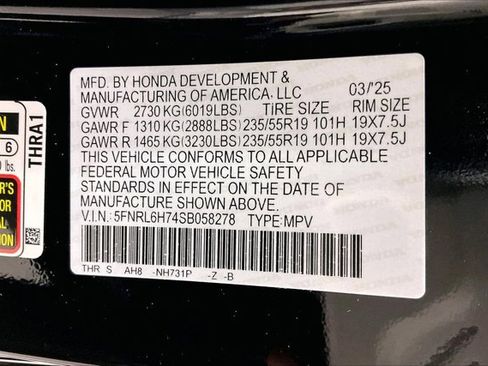 MFD. BY HONDA DEVELOPMENT &
MANUFACTURING OF AMERICA, LLC 03/'25
GVWR 2730 KG(6019LBS) TIRE SIZE RIM SIZE
GAWR F 1310 KG(2888LBS) 235/55R19 101H 19X7.5J
GAWR R 1465 KG(3230LBS) 235/55R19 101H 19X7.5J
THIS VEHICLE CONFORMS TO ALL APPLICABLE
FEDERAL MOTOR VEHICLE SAFETY
STANDARDS IN EFFECT ON THE DATE OF
MANUFACTURE SHOWN ABOVE.
V.I.N: 5FNRL6H74SB058278 TYPE: MPV
THR S AH8 -NH731P -Z -B
THRA1
6